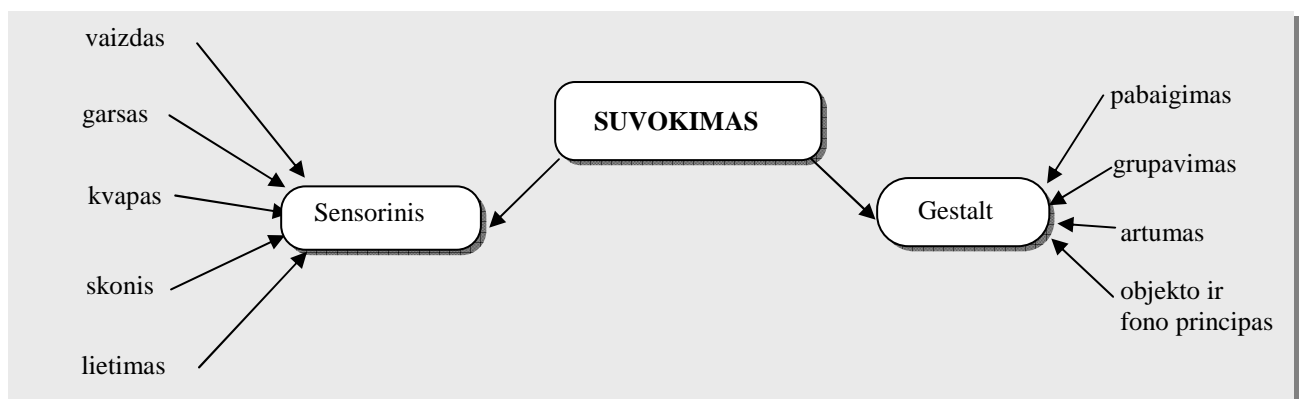 vaizdas
garsas
kvapas
skonis
lietimas
Sensorinis
SUVOKIMAS
Gestalt
pabaigimas
grupavimas
artumas
objekto ir
fono principas